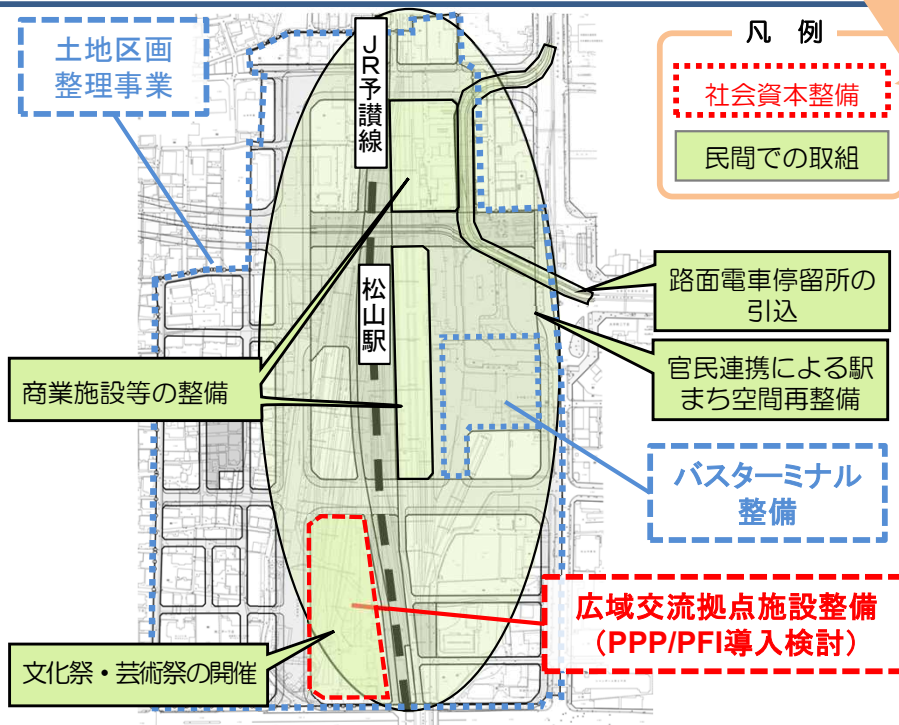 土地区画
整理事業
JR予讃線
凡 例
社会資本整備
民間での取組
松山駅
路面電車停留所の
引込
官民連携による駅
まち空間再整備
商業施設等の整備
バスターミナル
整備
広域交流拠点施設整備
（PPP/PFI導入検討）
文化祭・芸術祭の開催